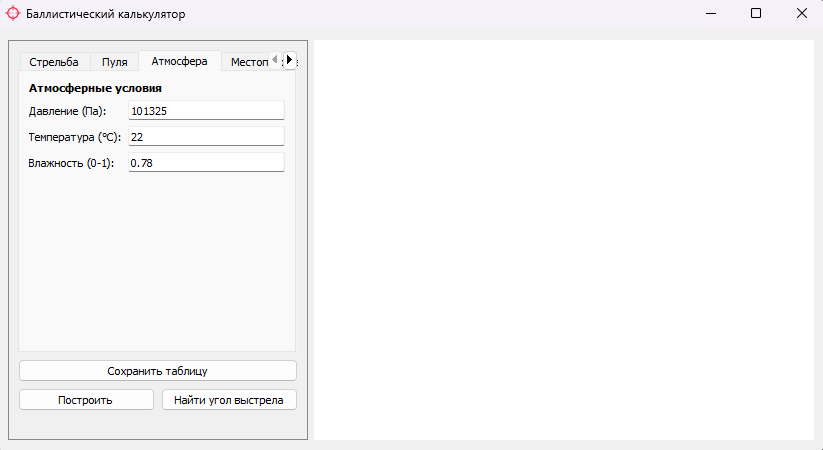 Баллистический калькулятор
Стрельба Пуля Атмосфера
Атмосферные условия
Давление (Па): 101325
Температура (°C): 22
Влажность (0-1): 0.78
Сохранить таблицу
Построить Найти угол выстрела